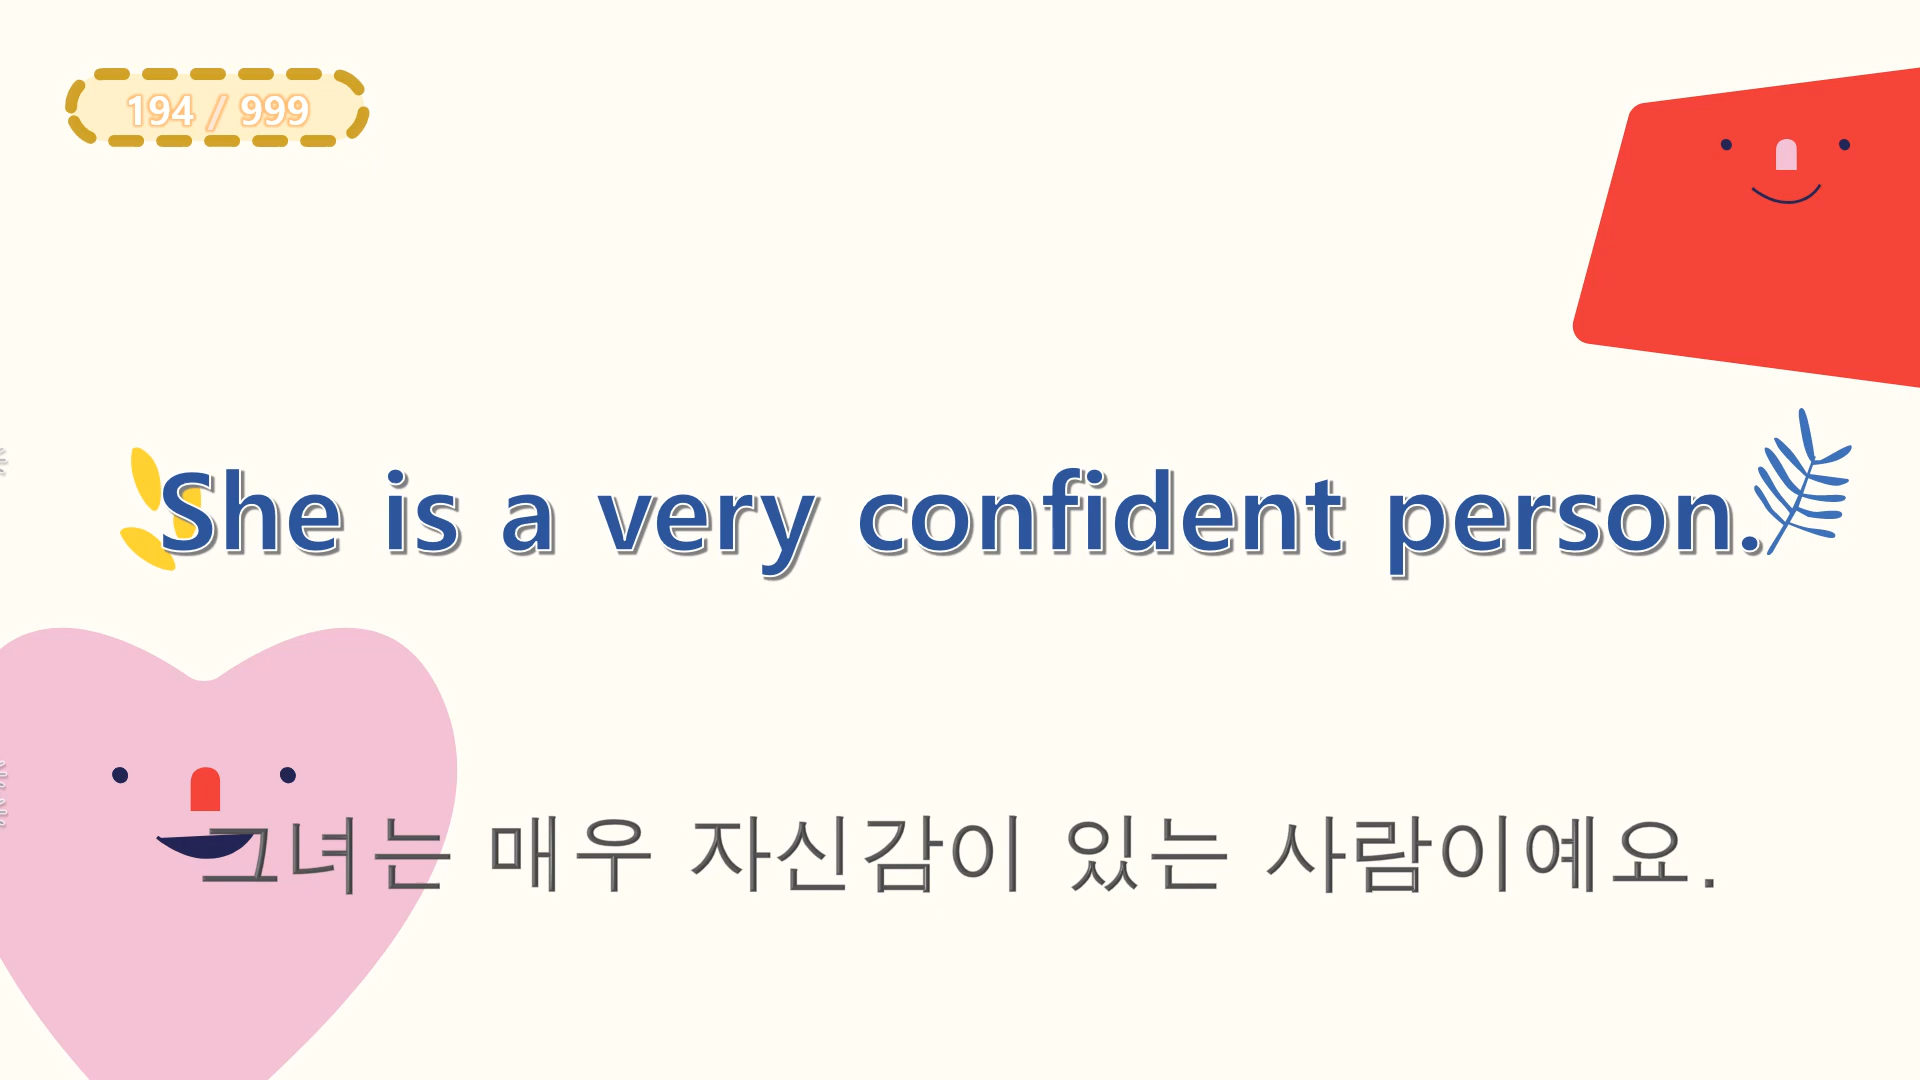 194 / 999
She is a very confident person.
그녀는 매우 자신감이 있는 사람이예요.